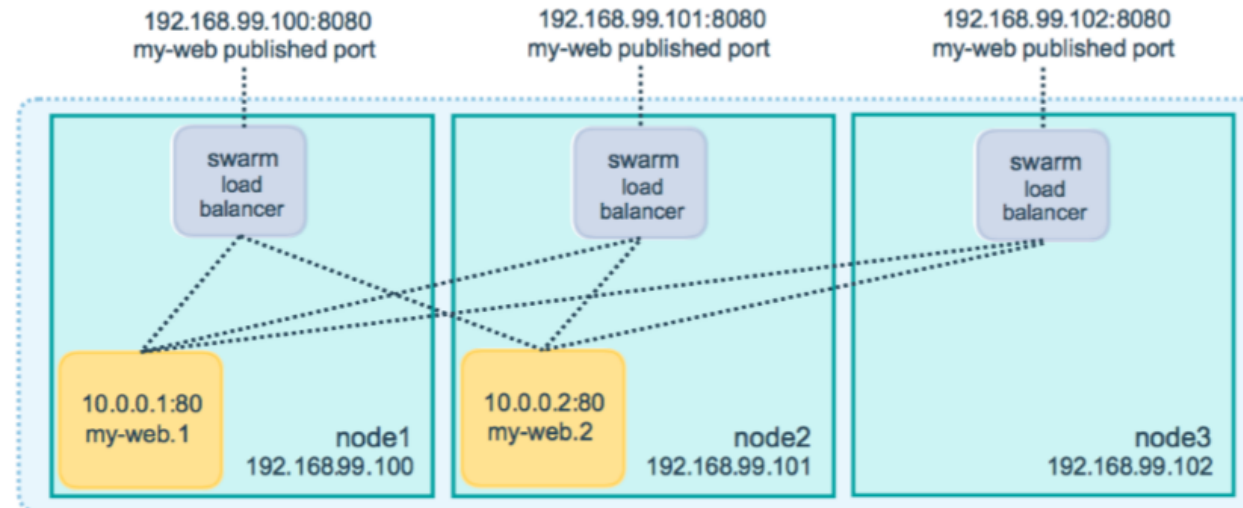 192.168.99.100:8080
my-web published port
192.168.99.101:8080
my-web published port
192.168.99.102:8080
my-web published port
swarm
load
balancer
swarm
load
balancer
swarm
load
balancer
10.0.0.1:80
my-web.1
node1
192.168.99.100
10.0.0.2:80
my-web.2
node2
192.168.99.101
node3
192.168.99.102